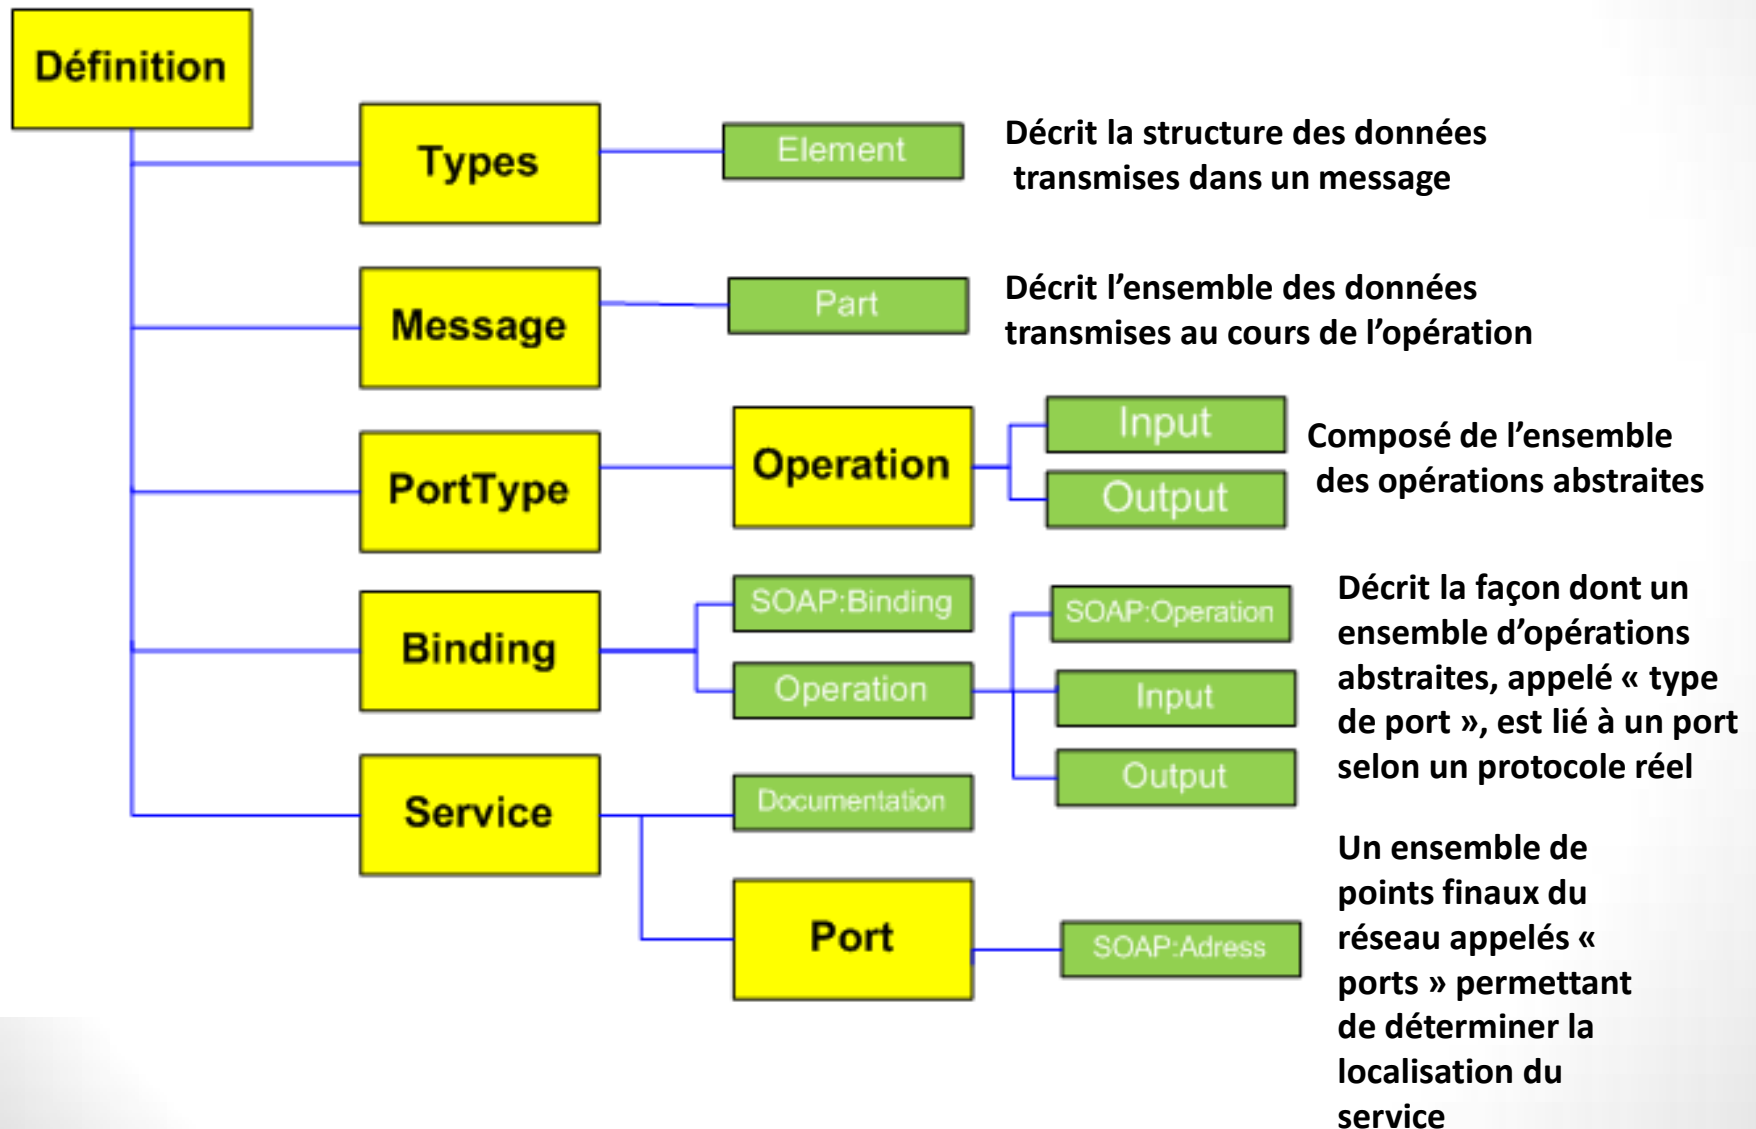 Définition
Types
Element
Décrit la structure des données
transmises dans un message
Message
Part
Décrit l’ensemble des données
transmises au cours de l’opération
PortType
Operation
Input
Output
Composé de l’ensemble
des opérations abstraites
Binding
SOAP:Binding
Operation
SOAP:Operation
Input
Output
Décrit la façon dont un
ensemble d’opérations
abstraites, appelé « type
de port », est lié à un port
selon un protocole réel
Service
Documentation
Port
SOAP:Adress
Un ensemble de
points finaux du
réseau appelés «
ports » permettant
de déterminer la
localisation du
service